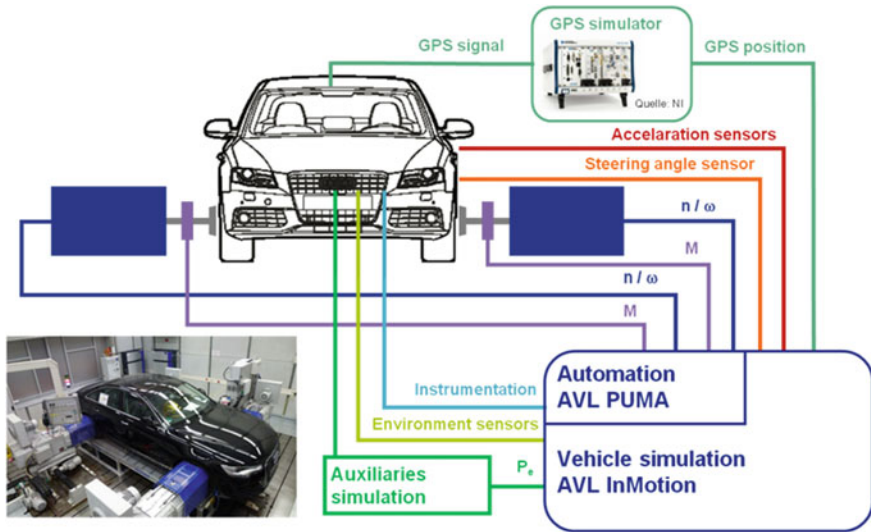 GPS simulator
GPS signal
GPS position
Quelle: NI
Accelaration sensors
Steering angle sensor
n / ω
M
n / ω
M
Instrumentation
Automation
AVL PUMA
Environment sensors
Auxiliaries
simulation
P_e
Vehicle simulation
AVL InMotion